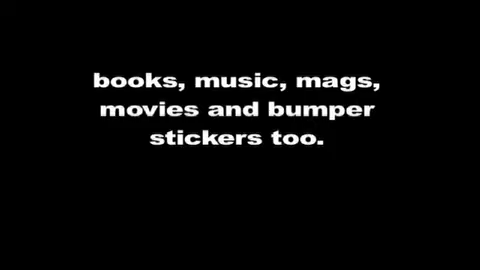 books, music, mags,
movies and bumper
stickers too.